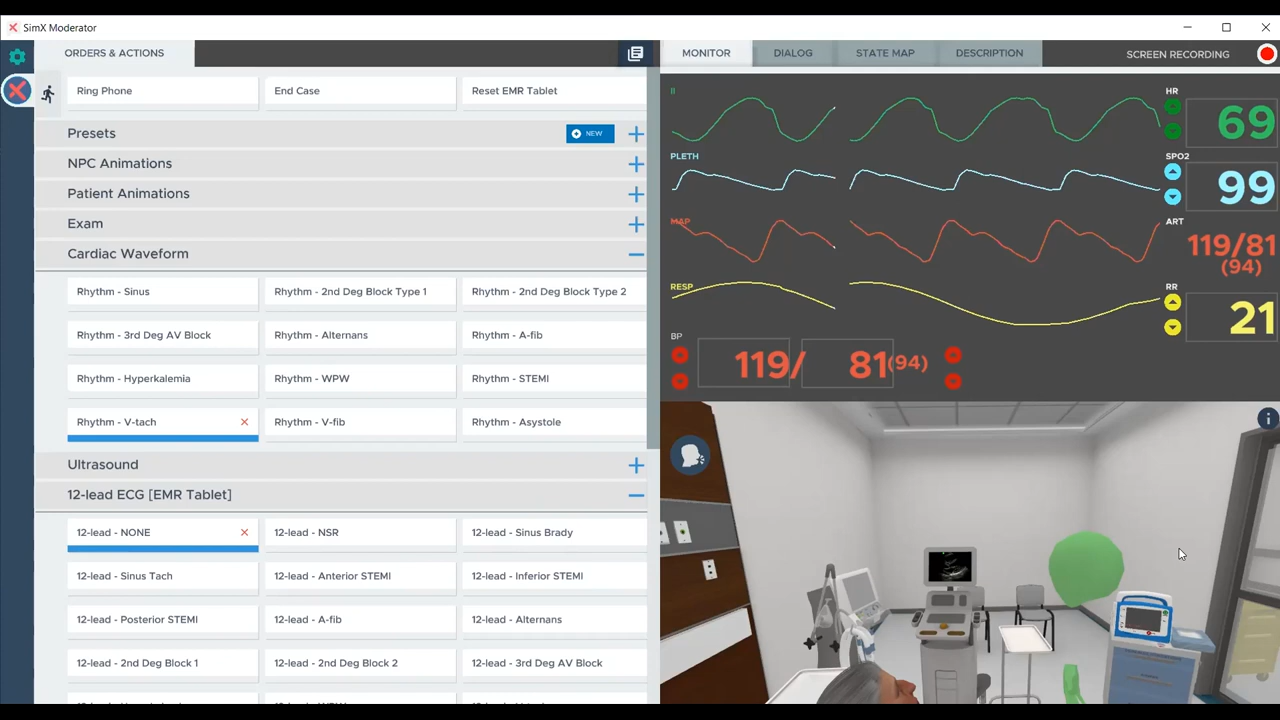 SimX Moderator
ORDERS & ACTIONS
MONITOR
DIALOG
STATE MAP
DESCRIPTION
SCREEN RECORDING
Ring Phone
End Case
Reset EMR Tablet
Presets
NEW
NPC Animations
Patient Animations
Exam
Cardiac Waveform
Rhythm - Sinus
Rhythm - 2nd Deg Block Type 1
Rhythm - 2nd Deg Block Type 2
Rhythm - 3rd Deg AV Block
Rhythm - Alternans
Rhythm - A-fib
Rhythm - Hyperkalemia
Rhythm - WPW
Rhythm - STEMI
Rhythm - V-tach
Rhythm - V-fib
Rhythm - Asystole
Ultrasound
12-lead ECG [EMR Tablet]
12-lead - NONE
12-lead - NSR
12-lead - Sinus Brady
12-lead - Sinus Tach
12-lead - Anterior STEMI
12-lead - Inferior STEMI
12-lead - Posterior STEMI
12-lead - A-fib
12-lead - Alternans
12-lead - 2nd Deg Block 1
12-lead - 2nd Deg Block 2
12-lead - 3rd Deg AV Block
II
HR
69
PLETH
SPO2
99
MAP
ART
119/81
(94)
RESP
RR
21
BP
119/ 81(94)